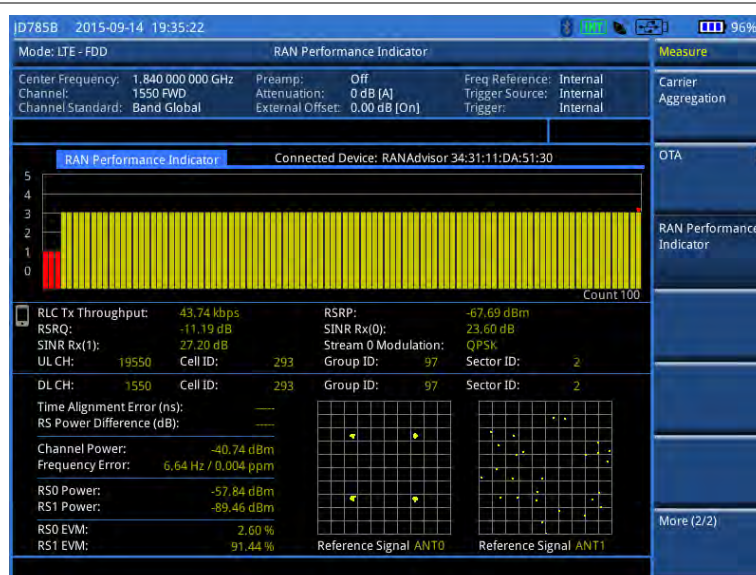 JD785B 2015-09-14 19:35:22 INT 96%
Mode: LTE - FDD RAN Performance Indicator Measure
Center Frequency: 1.840 000 000 GHz Preamp: Off Freq Reference: Internal
Channel: 1550 FWD Attenuation: 0 dB [A] Trigger Source: Internal
Channel Standard: Band Global External Offset: 0.00 dB [On] Trigger: Internal
Carrier
Aggregation
RAN Performance Indicator Connected Device: RANAdvisor 34:31:11:DA:51:30
OTA
5
4
3
2
1
0
RAN Performance
Indicator
Count 100
RLC Tx Throughput: 43.74 kbps RSRP: -67.69 dBm
RSRQ: -11.19 dB SINR Rx(0): 23.60 dB
SINR Rx(1): 27.20 dB Stream 0 Modulation: QPSK
UL CH: 19550 Cell ID: 293 Group ID: 97 Sector ID: 2
DL CH: 1550 Cell ID: 293 Group ID: 97 Sector ID: 2
Time Alignment Error (ns): -----
RS Power Difference (dB): -----
Channel Power: -40.74 dBm
Frequency Error: 6.64 Hz / 0.004 ppm
RS0 Power: -57.84 dBm
RS1 Power: -89.46 dBm
RS0 EVM: 2.60 %
RS1 EVM: 91.44 %
Reference Signal ANT0 Reference Signal ANT1
More (2/2)